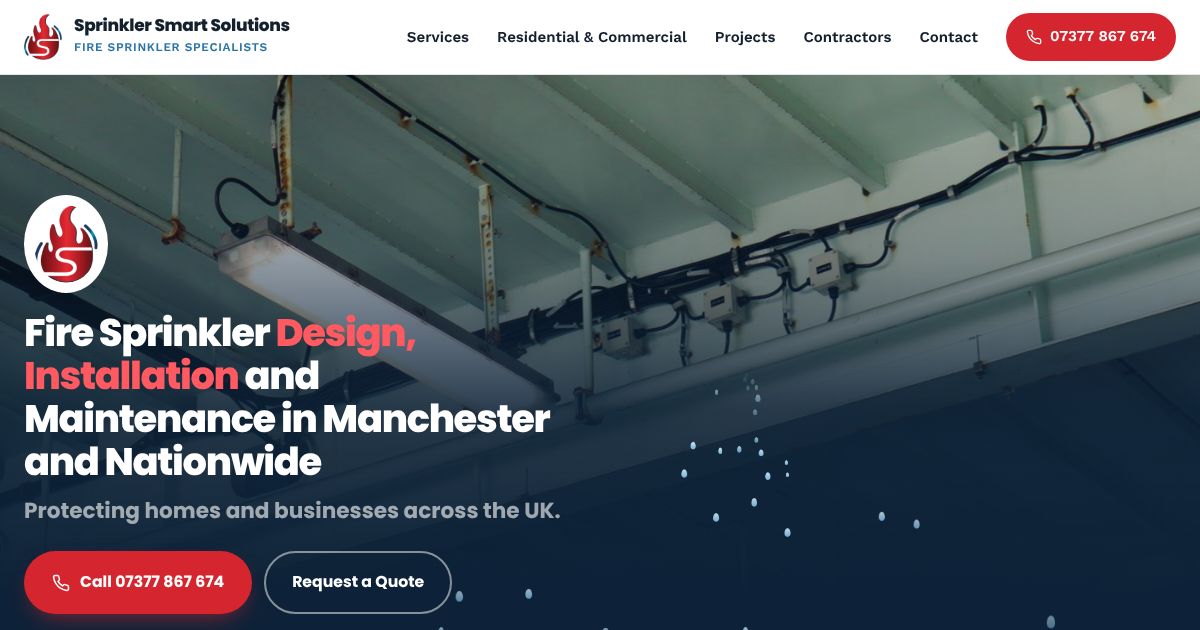 Sprinkler Smart Solutions
FIRE SPRINKLER SPECIALISTS
Services
Residential & Commercial
Projects
Contractors
Contact
07377 867 674
S
S
Fire Sprinkler Design,
Installation and
Maintenance in Manchester
and Nationwide
Protecting homes and businesses across the UK.
Call 07377 867 674
Request a Quote